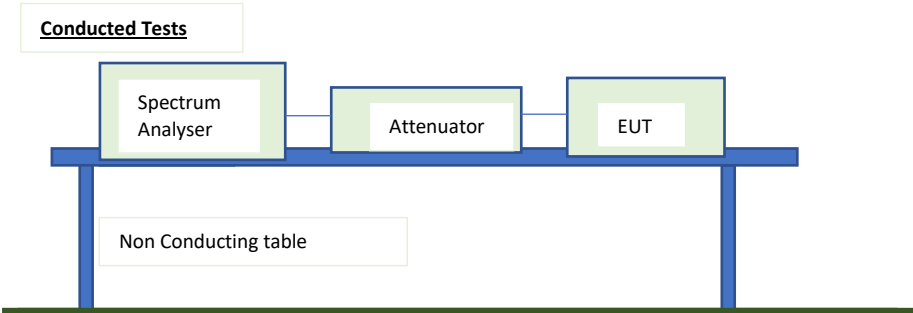 Conducted Tests
Spectrum
Analyser
Attenuator
EUT
Non Conducting table